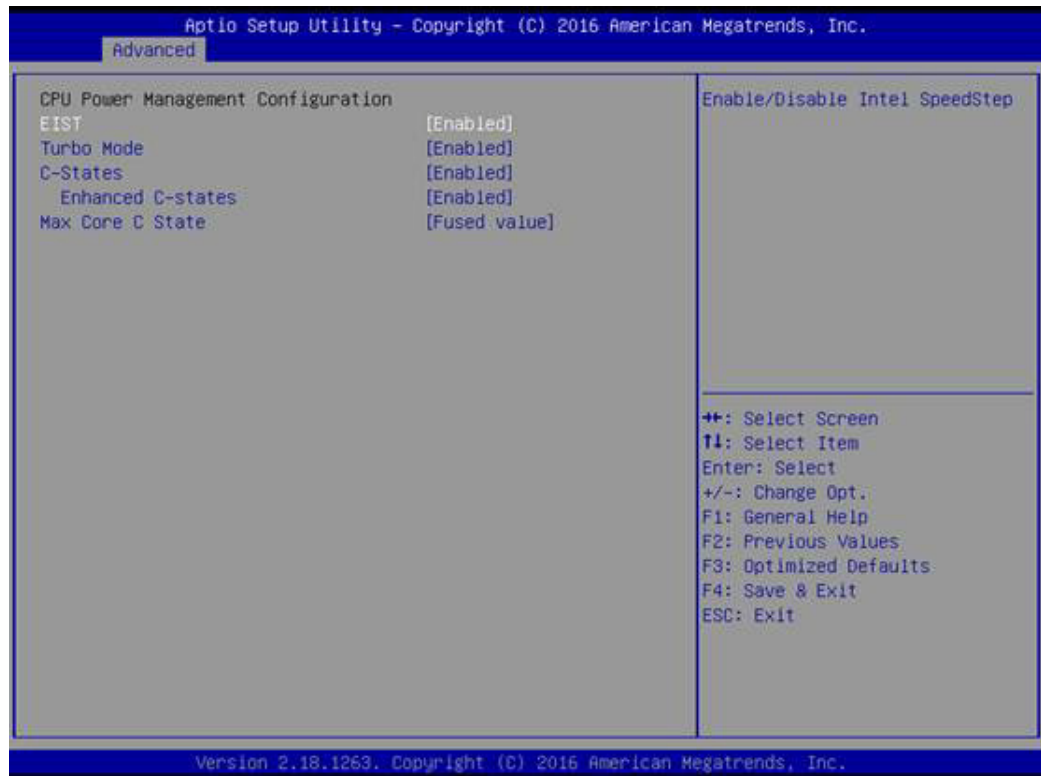 Aptio Setup Utility – Copyright (C) 2016 American Megatrends, Inc.
Advanced
CPU Power Management Configuration
EIST [Enabled]
Turbo Mode [Enabled]
C-States [Enabled]
Enhanced C-states [Enabled]
Max Core C State [Fused value]
Enable/Disable Intel SpeedStep
→←: Select Screen
↑↓: Select Item
Enter: Select
+/-: Change Opt.
F1: General Help
F2: Previous Values
F3: Optimized Defaults
F4: Save & Exit
ESC: Exit
Version 2.18.1263. Copyright (C) 2016 American Megatrends, Inc.